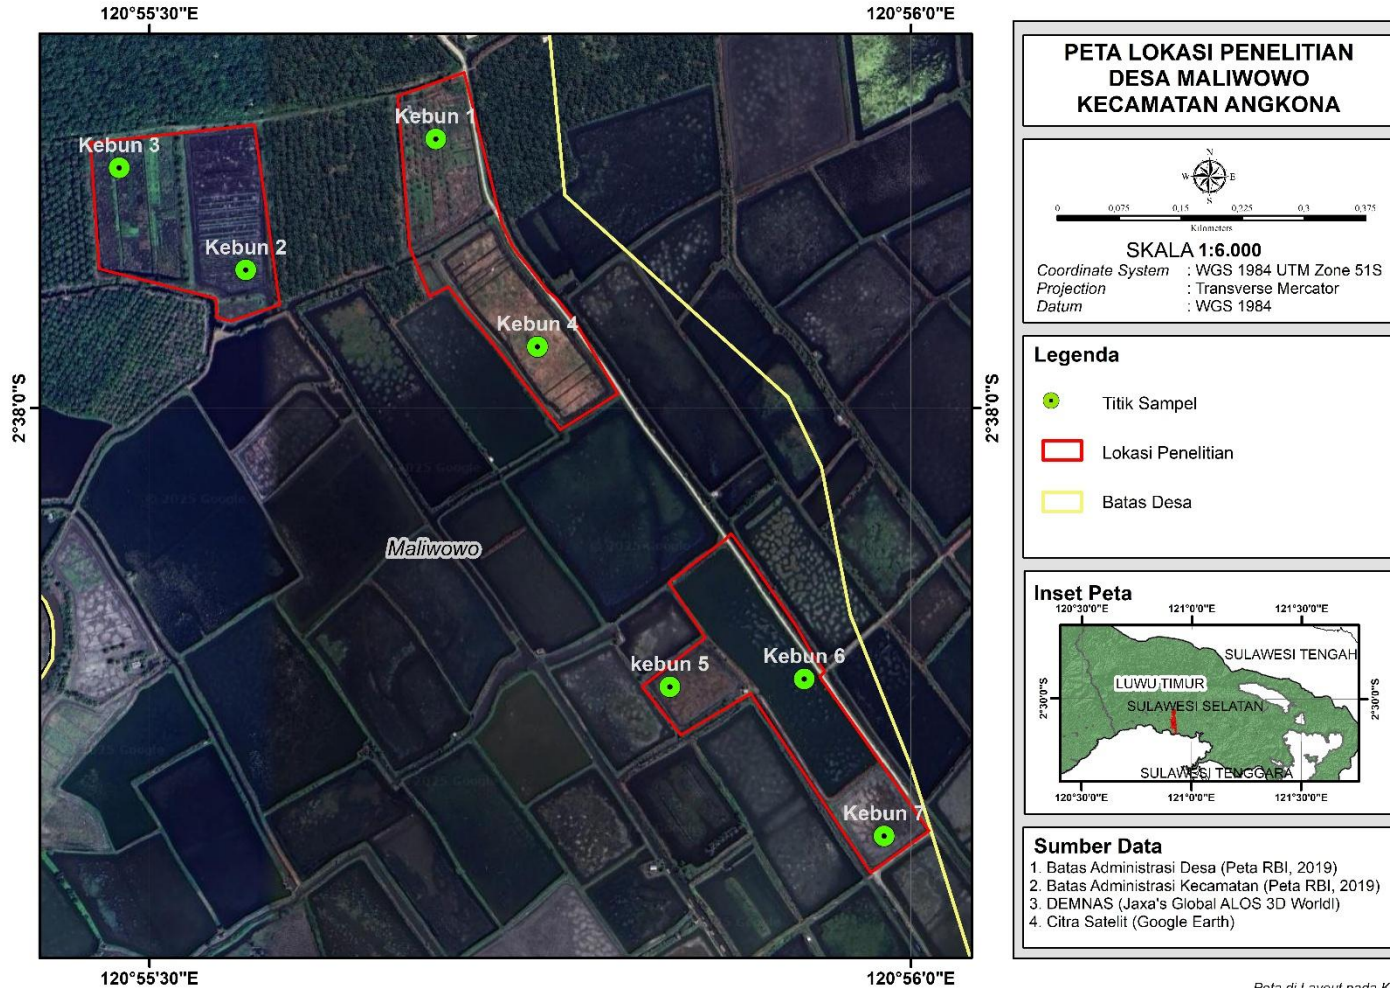 120°55'30"E
120°56'0"E
2°38'0"S
2°38'0"S
Kebun 1
Kebun 3
Kebun 2
Kebun 4
© 2025 Google
Maliwowo
kebun 5
Kebun 6
Kebun 7
120°55'30"E
120°56'0"E
PETA LOKASI PENELITIAN
DESA MALIWOWO
KECAMATAN ANGKONA
N
W E
S
0 0,075 0,15 0,225 0,3 0,375
Kilometers
SKALA 1:6.000
Coordinate System : WGS 1984 UTM Zone 51S
Projection : Transverse Mercator
Datum : WGS 1984
Legenda
Titik Sampel
Lokasi Penelitian
Batas Desa
Inset Peta
120°30'0"E 121°0'0"E 121°30'0"E
SULAWESI TENGAH
LUWU TIMUR
SULAWESI SELATAN
2°30'0"S 2°30'0"S
SULAWESI TENGGARA
120°30'0"E 121°0'0"E 121°30'0"E
Sumber Data
1. Batas Administrasi Desa (Peta RBI, 2019)
2. Batas Administrasi Kecamatan (Peta RBI, 2019)
3. DEMNAS (Jaxa's Global ALOS 3D Worldl)
4. Citra Satelit (Google Earth)
Peta di Layout pada K